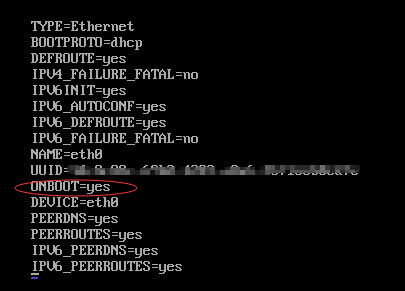 TYPE=Ethernet
BOOTPROTO=dhcp
DEFROUTE=yes
IPV4_FAILURE_FATAL=no
IPV6INIT=yes
IPV6_AUTOCONF=yes
IPV6_DEFROUTE=yes
IPV6_FAILURE_FATAL=no
NAME=eth0
UUID=
ONBOOT=yes
DEVICE=eth0
PEERDNS=yes
PEERROUTES=yes
IPV6_PEERDNS=yes
IPV6_PEERROUTES=yes
~